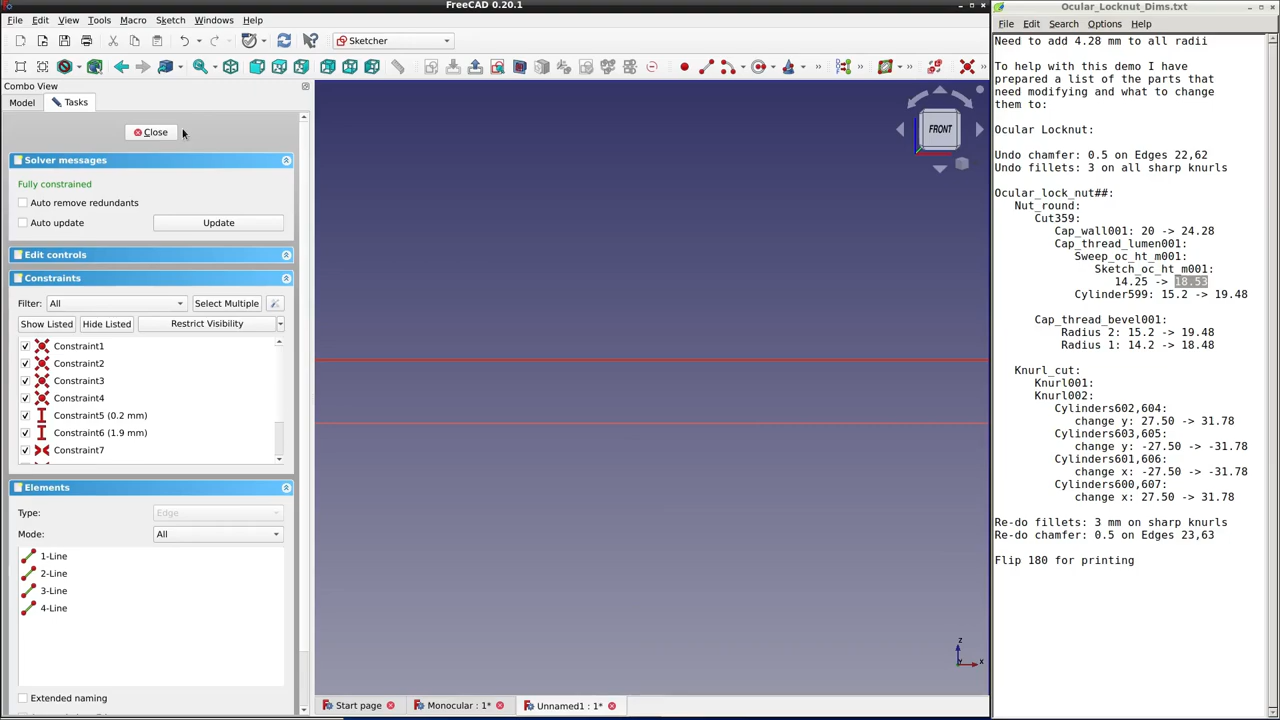 FreeCAD 0.20.1
Ocular_Locknut_Dims.txt
File Edit View Tools Macro Sketch Windows Help
File Edit Search Options Help
Sketcher
Combo View
Model Tasks
Close
Solver messages
Fully constrained
Auto remove redundants
Auto update Update
Edit controls
Constraints
Filter: All Select Multiple
Show Listed Hide Listed Restrict Visibility
Constraint1
Constraint2
Constraint3
Constraint4
Constraint5 (0.2 mm)
Constraint6 (1.9 mm)
Constraint7
Elements
Type: Edge
Mode: All
1-Line
2-Line
3-Line
4-Line
Extended naming
FRONT
Z
X
Start page Monocular : 1* Unnamed1 : 1*
Need to add 4.28 mm to all radii
To help with this demo I have
prepared a list of the parts that
need modifying and what to change
them to:
Ocular Locknut:
Undo chamfer: 0.5 on Edges 22,62
Undo fillets: 3 on all sharp knurls
Ocular_lock_nut##:
Nut_round:
Cut359:
Cap_wall001: 20 -> 24.28
Cap_thread_lumen001:
Sweep_oc_ht_m001:
Sketch_oc_ht_m001:
14.25 -> 18.53
Cylinder599: 15.2 -> 19.48
Cap_thread_bevel001:
Radius 2: 15.2 -> 19.48
Radius 1: 14.2 -> 18.48
Knurl_cut:
Knurl001:
Knurl002:
Cylinders602,604:
change y: 27.50 -> 31.78
Cylinders603,605:
change y: -27.50 -> -31.78
Cylinders601,606:
change x: -27.50 -> -31.78
Cylinders600,607:
change x: 27.50 -> 31.78
Re-do fillets: 3 mm on sharp knurls
Re-do chamfer: 0.5 on Edges 23,63
Flip 180 for printing